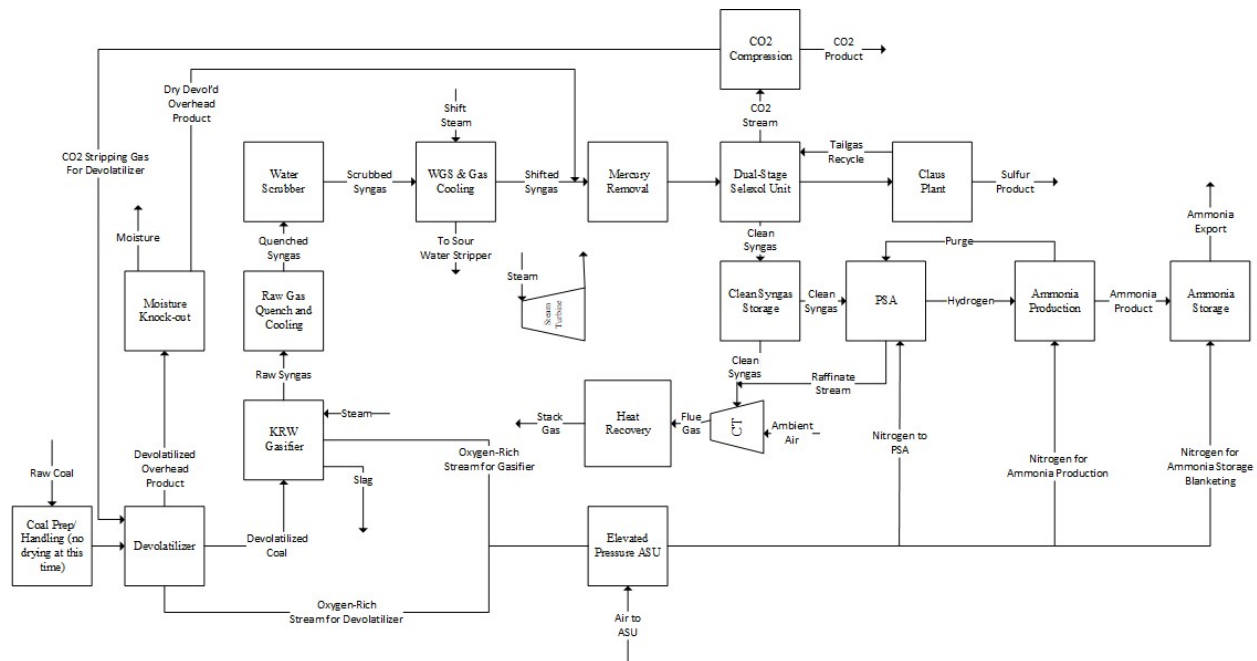 CO2
Compression
CO2
Product
Dry Devol'd
Overhead
Product
Shift
Steam
CO2
Stream
CO2 Stripping Gas
For Devolatilizer
Water
Scrubber
Scrubbed
Syngas
WGS & Gas
Cooling
Shifted
Syngas
Mercury
Removal
Dual-Stage
Selexol Unit
Tailgas
Recycle
Claus
Plant
Sulfur
Product
Moisture
Quenched
Syngas
To Sour
Water Stripper
Clean
Syngas
Purge
Ammonia
Export
Moisture
Knock-out
Raw Gas
Quench and
Cooling
Steam
Steam
Turbine
Clean Syngas
Storage
Clean
Syngas
PSA
Hydrogen
Ammonia
Production
Ammonia
Product
Ammonia
Storage
Raw Syngas
Clean
Syngas
Raffinate
Stream
KRW
Gasifier
Steam
Stack
Gas
Heat
Recovery
Flue
Gas
CT
Ambient
Air
Devolatilized
Overhead
Product
Oxygen-Rich
Stream for Gasifier
Nitrogen to
PSA
Nitrogen for
Ammonia Production
Nitrogen for
Ammonia Storage
Blanketing
Raw Coal
Slag
Coal Prep/
Handling (no
drying at this
time)
Devolatilizer
Devolatilized
Coal
Elevated
Pressure ASU
Oxygen-Rich
Stream for Devolatilizer
Air to
ASU